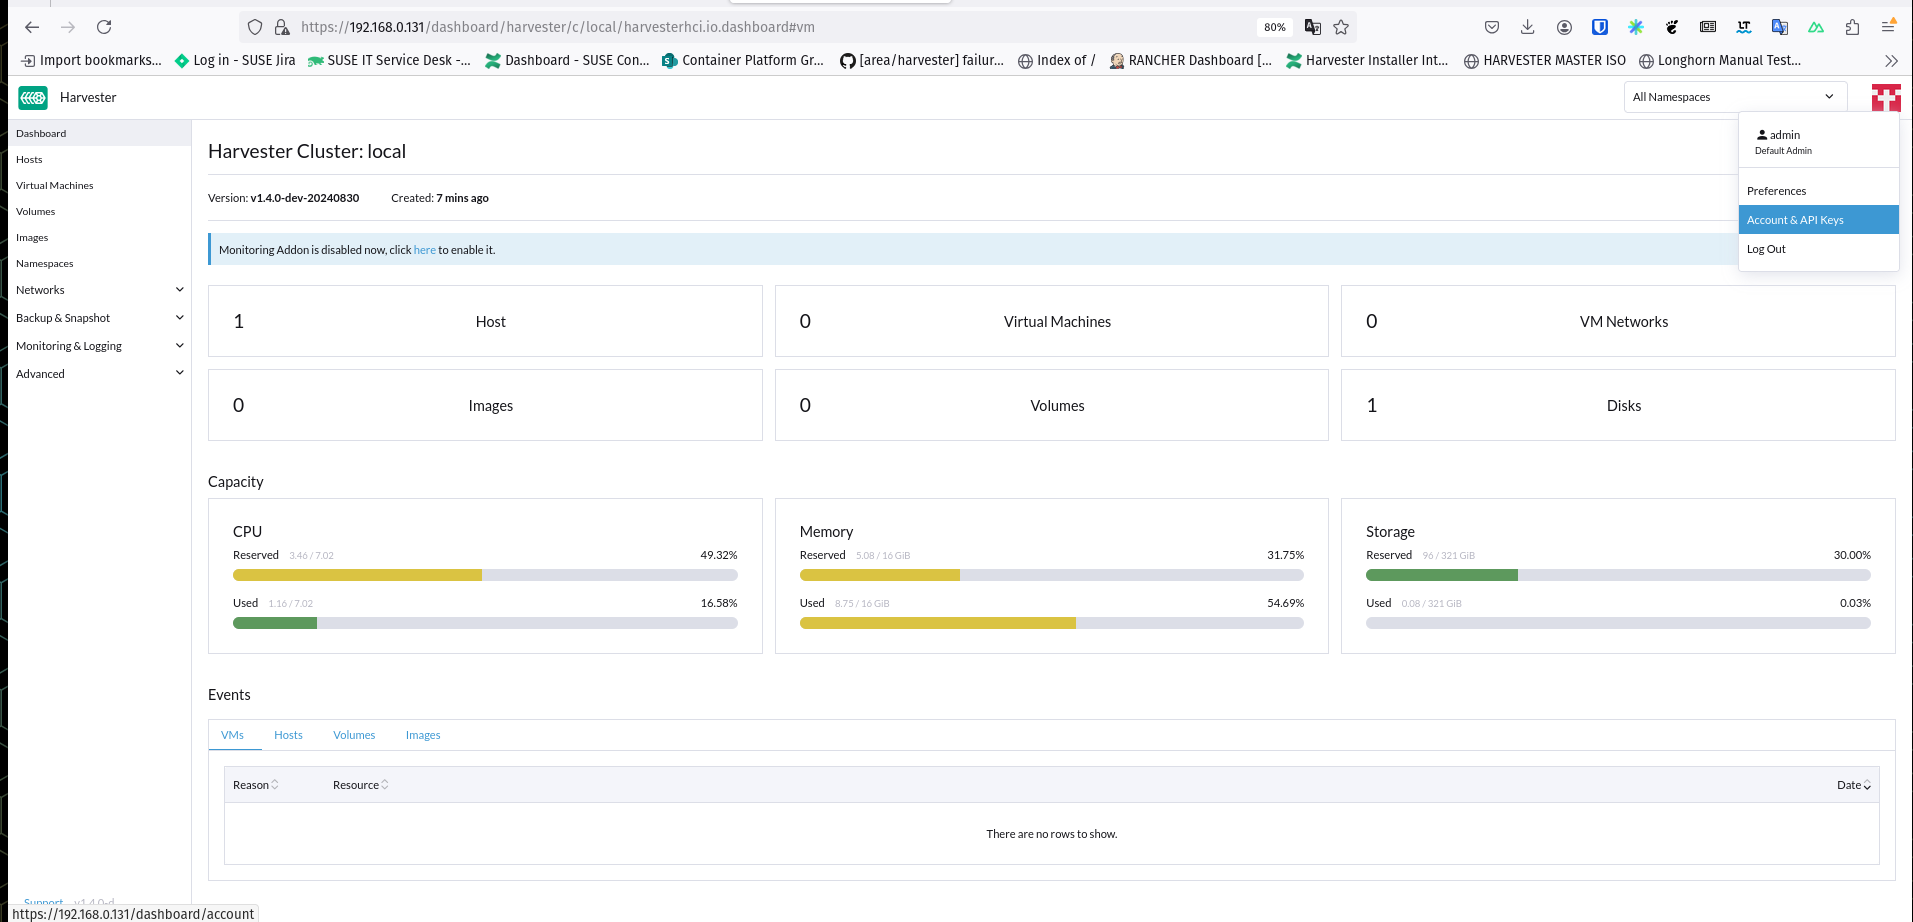 https://192.168.0.131/dashboard/harvester/c/local/harvesterhci.io.dashboard#vm
80%
Import bookmarks...
Log in - SUSE Jira
SUSE IT Service Desk -...
Dashboard - SUSE Con...
Container Platform Gr...
[area/harvester] failur...
Index of /
RANCHER Dashboard [...
Harvester Installer Int...
HARVESTER MASTER ISO
Longhorn Manual Test...
Harvester
All Namespaces
admin
Default Admin
Preferences
Account & API Keys
Log Out
Dashboard
Hosts
Virtual Machines
Volumes
Images
Namespaces
Networks
Backup & Snapshot
Monitoring & Logging
Advanced
Harvester Cluster: local
Version: v1.4.0-dev-20240830 Created: 7 mins ago
Monitoring Addon is disabled now, click here to enable it.
1 Host
0 Virtual Machines
0 VM Networks
0 Images
0 Volumes
1 Disks
Capacity
CPU
Reserved 3.46 / 7.02 49.32%
Used 1.16 / 7.02 16.58%
Memory
Reserved 5.08 / 16 GiB 31.75%
Used 8.75 / 16 GiB 54.69%
Storage
Reserved 96 / 321 GiB 30.00%
Used 0.08 / 321 GiB 0.03%
Events
VMs Hosts Volumes Images
Reason Resource Date
There are no rows to show.
Support v1.4.0-d
https://192.168.0.131/dashboard/account